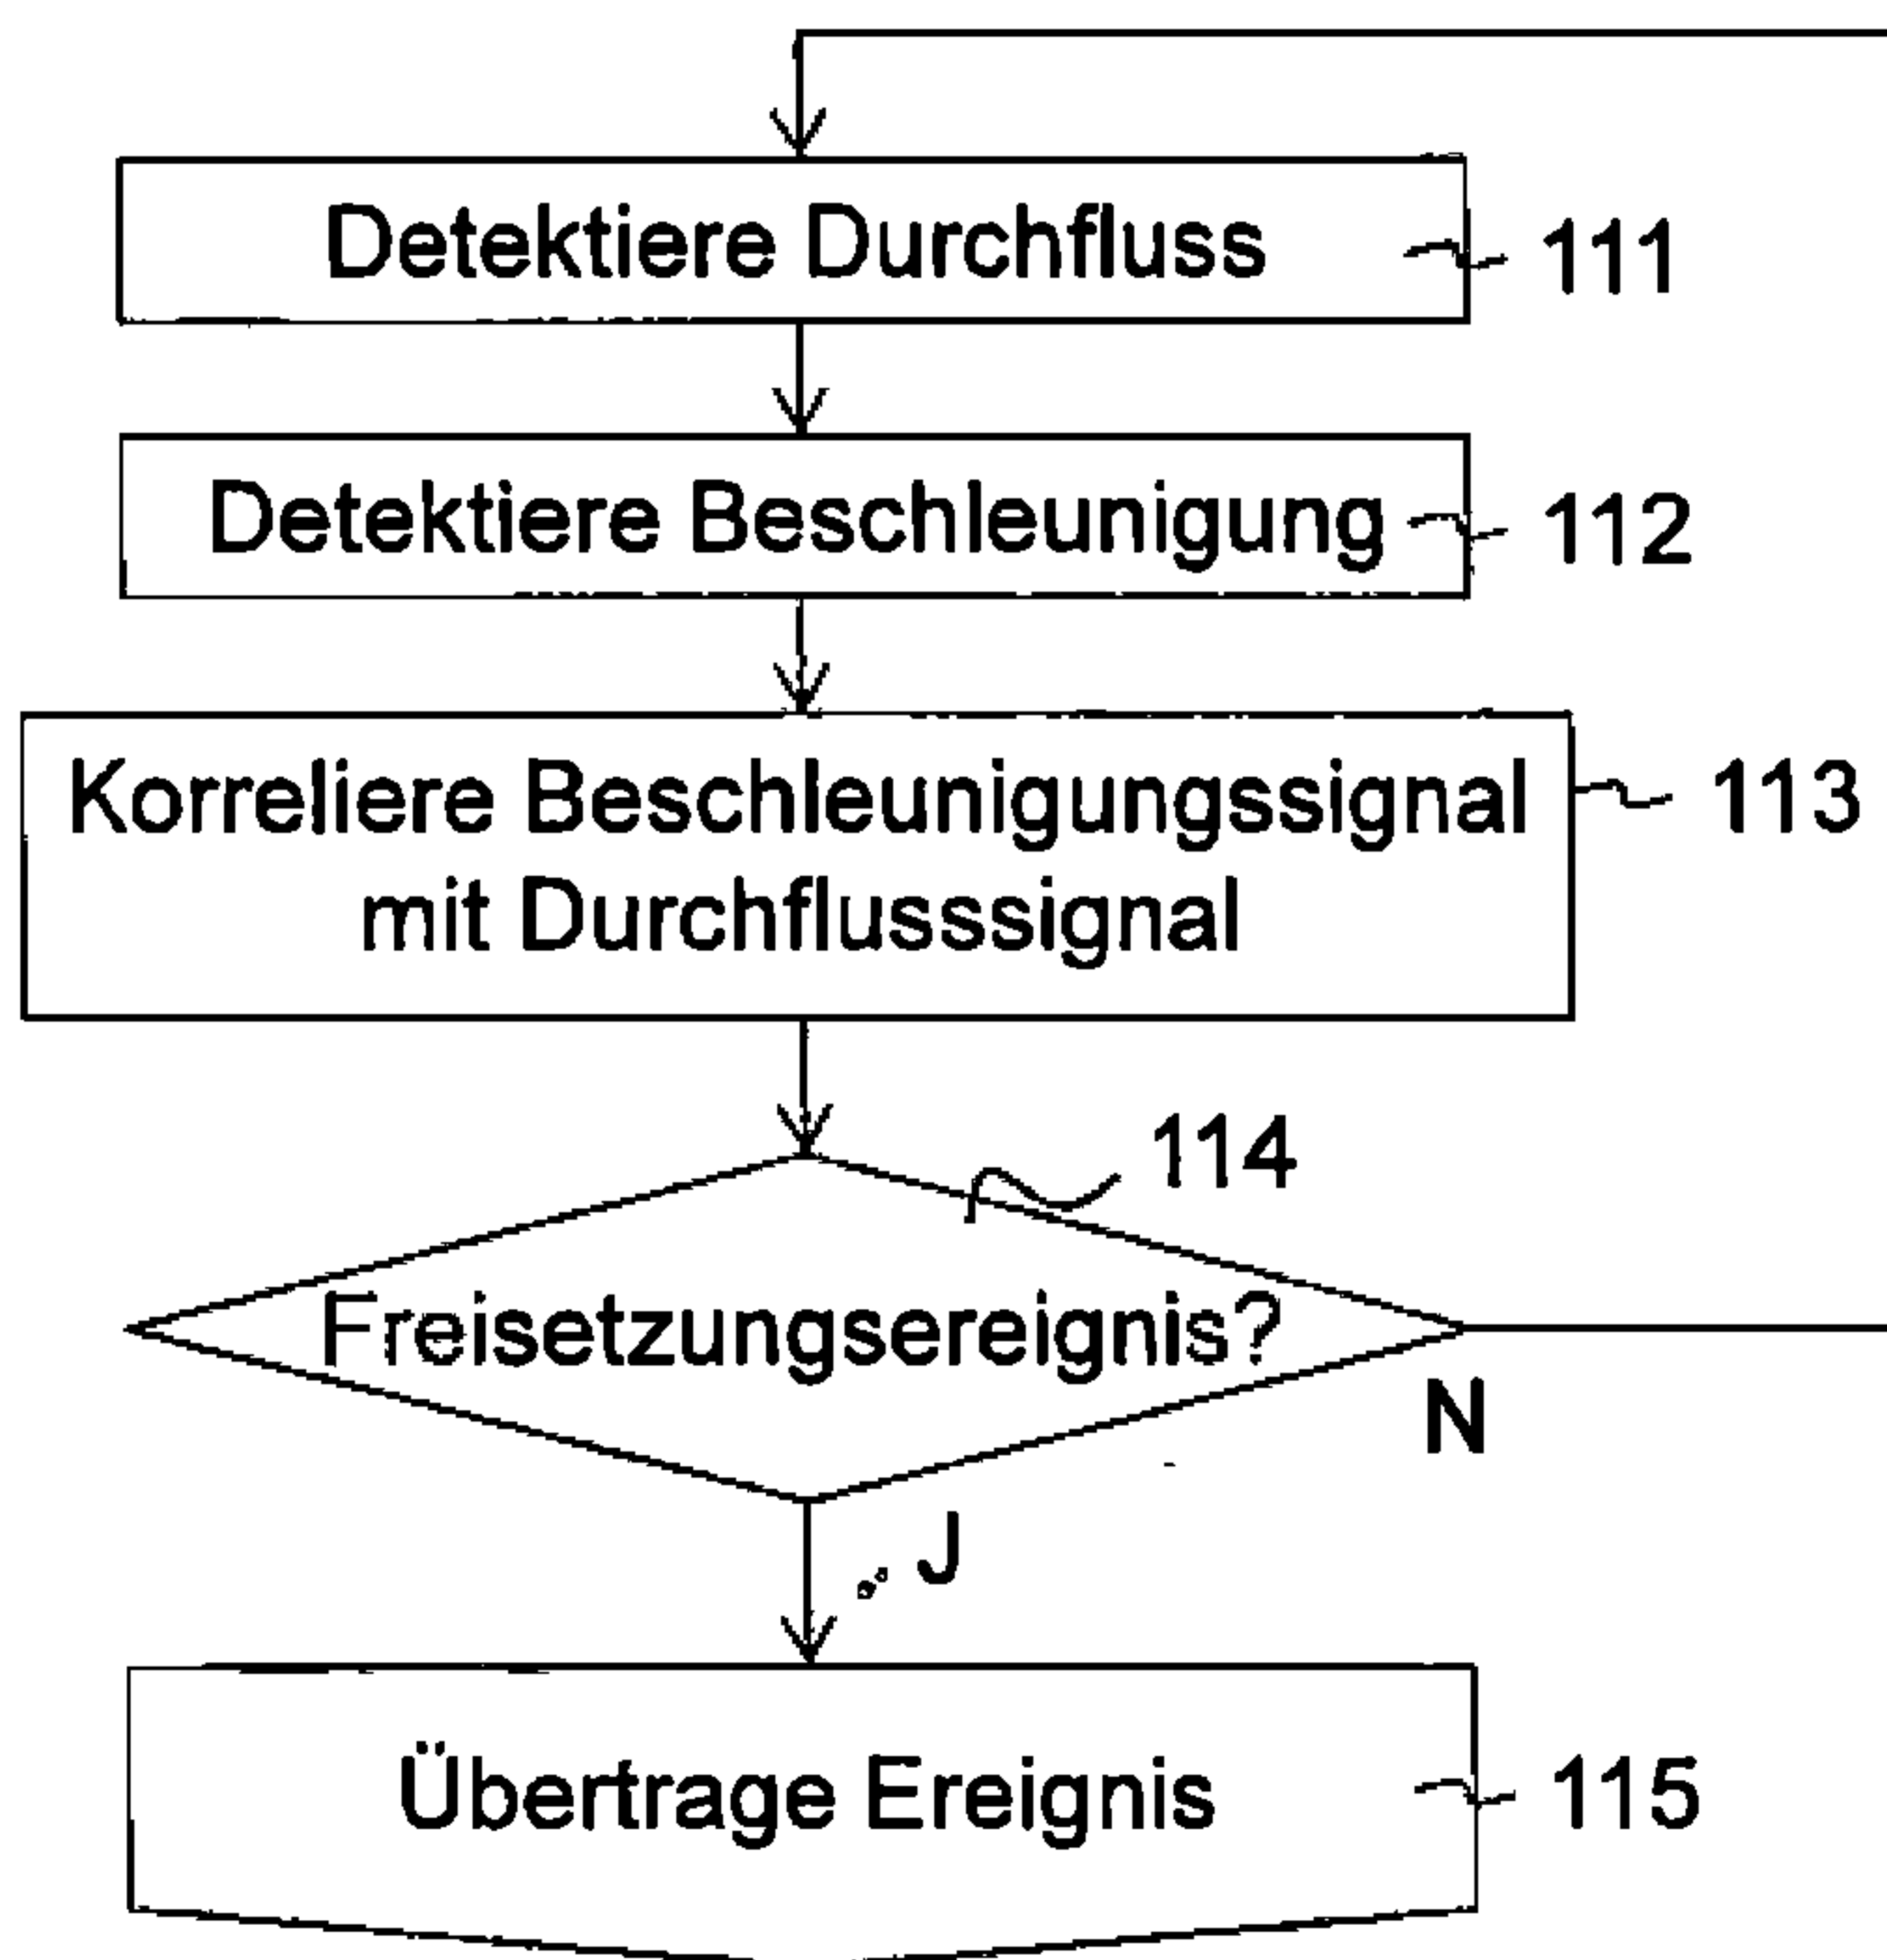 Detektiere Durchfluss 111
Detektiere Beschleunigung 112
Korreliere Beschleunigungssignal 113
mit Durchflusssignal
114
Freisetzungsereignis?
N
J
Übertrage Ereignis 115